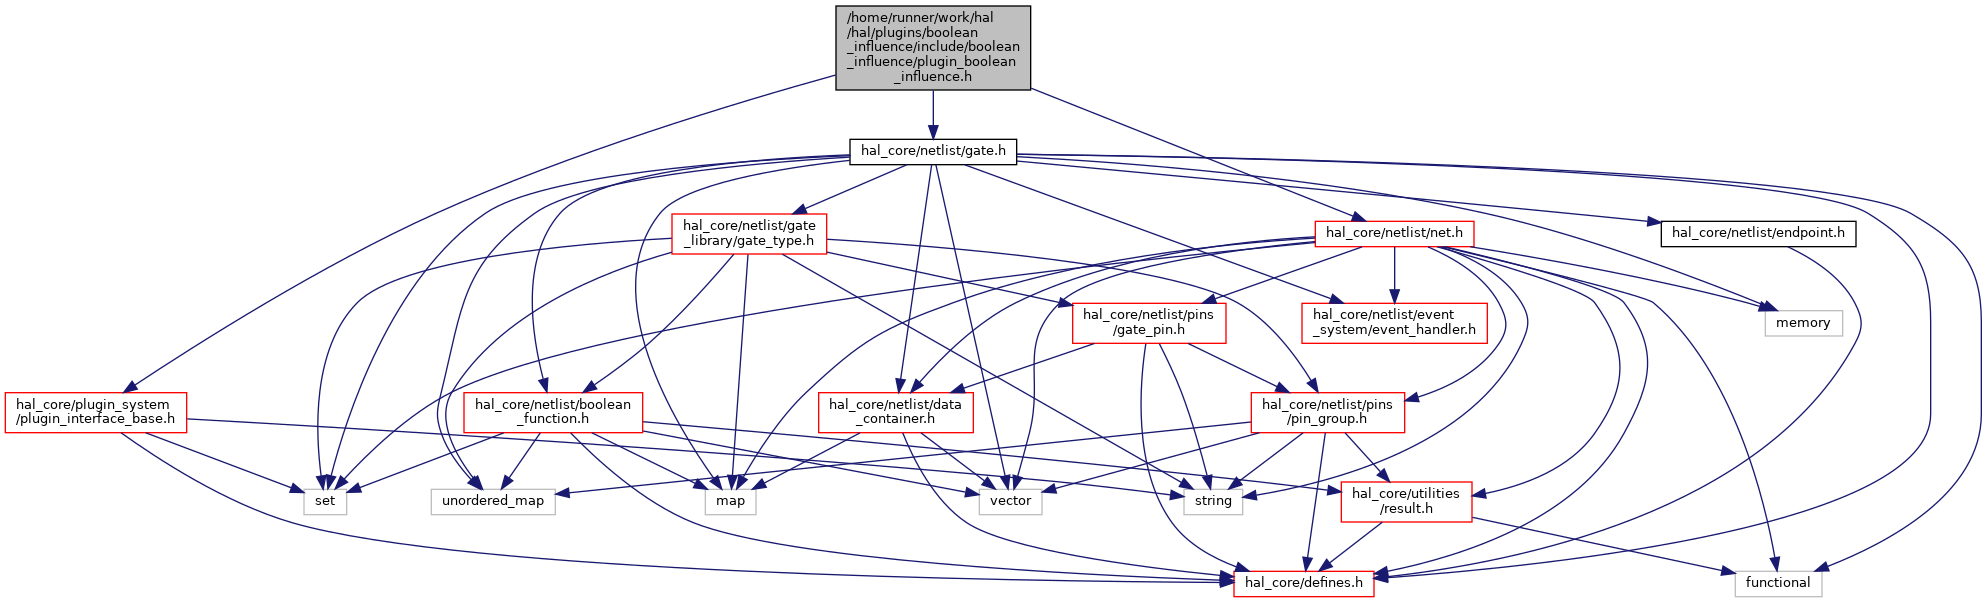 /home/runner/work/hal
/hal/plugins/boolean
_influence/include/boolean
_influence/plugin_boolean
_influence.h
hal_core/netlist/gate.h
hal_core/netlist/gate
_library/gate_type.h
hal_core/netlist/net.h
hal_core/netlist/endpoint.h
hal_core/netlist/pins
/gate_pin.h
hal_core/netlist/event
_system/event_handler.h
memory
hal_core/plugin_system
/plugin_interface_base.h
hal_core/netlist/boolean
_function.h
hal_core/netlist/data
_container.h
hal_core/netlist/pins
/pin_group.h
set
unordered_map
map
vector
string
hal_core/utilities
/result.h
hal_core/defines.h
functional